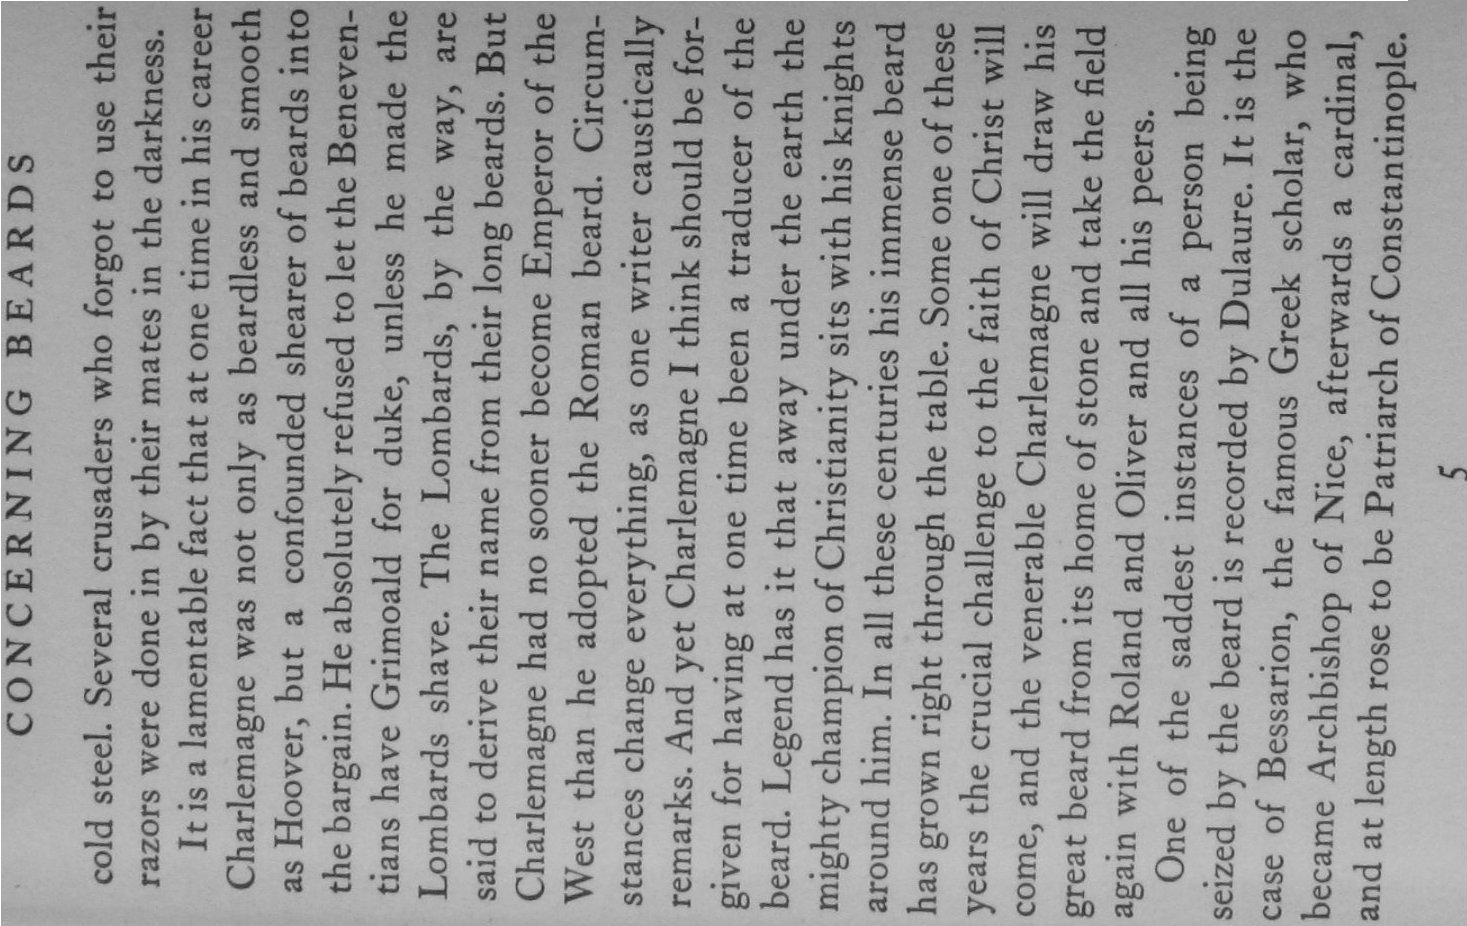 CONCERNING BEARDS
cold steel. Several crusaders who forgot to use their
razors were done in by their mates in the darkness.
It is a lamentable fact that at one time in his career
Charlemagne was not only as beardless and smooth
as Hoover, but a confounded shearer of beards into
the bargain. He absolutely refused to let the Beneven-
tians have Grimoald for duke, unless he made the
Lombards shave. The Lombards, by the way, are
said to derive their name from their long beards. But
Charlemagne had no sooner become Emperor of the
West than he adopted the Roman beard. Circum-
stances change everything, as one writer caustically
remarks. And yet Charlemagne I think should be for-
given for having at one time been a traducer of the
beard. Legend has it that away under the earth the
mighty champion of Christianity sits with his knights
around him. In all these centuries his immense beard
has grown right through the table. Some one of these
years the crucial challenge to the faith of Christ will
come, and the venerable Charlemagne will draw his
great beard from its home of stone and take the field
again with Roland and Oliver and all his peers.
One of the saddest instances of a person being
seized by the beard is recorded by Dulaure. It is the
case of Bessarion, the famous Greek scholar, who
became Archbishop of Nice, afterwards a cardinal,
and at length rose to be Patriarch of Constantinople.
5